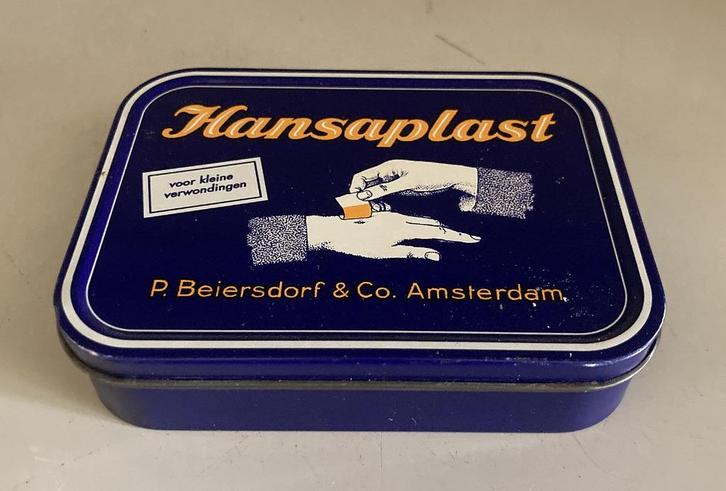 Hansaplast
voor kleine
verwondingen
P. Beiersdorf & Co. Amsterdam